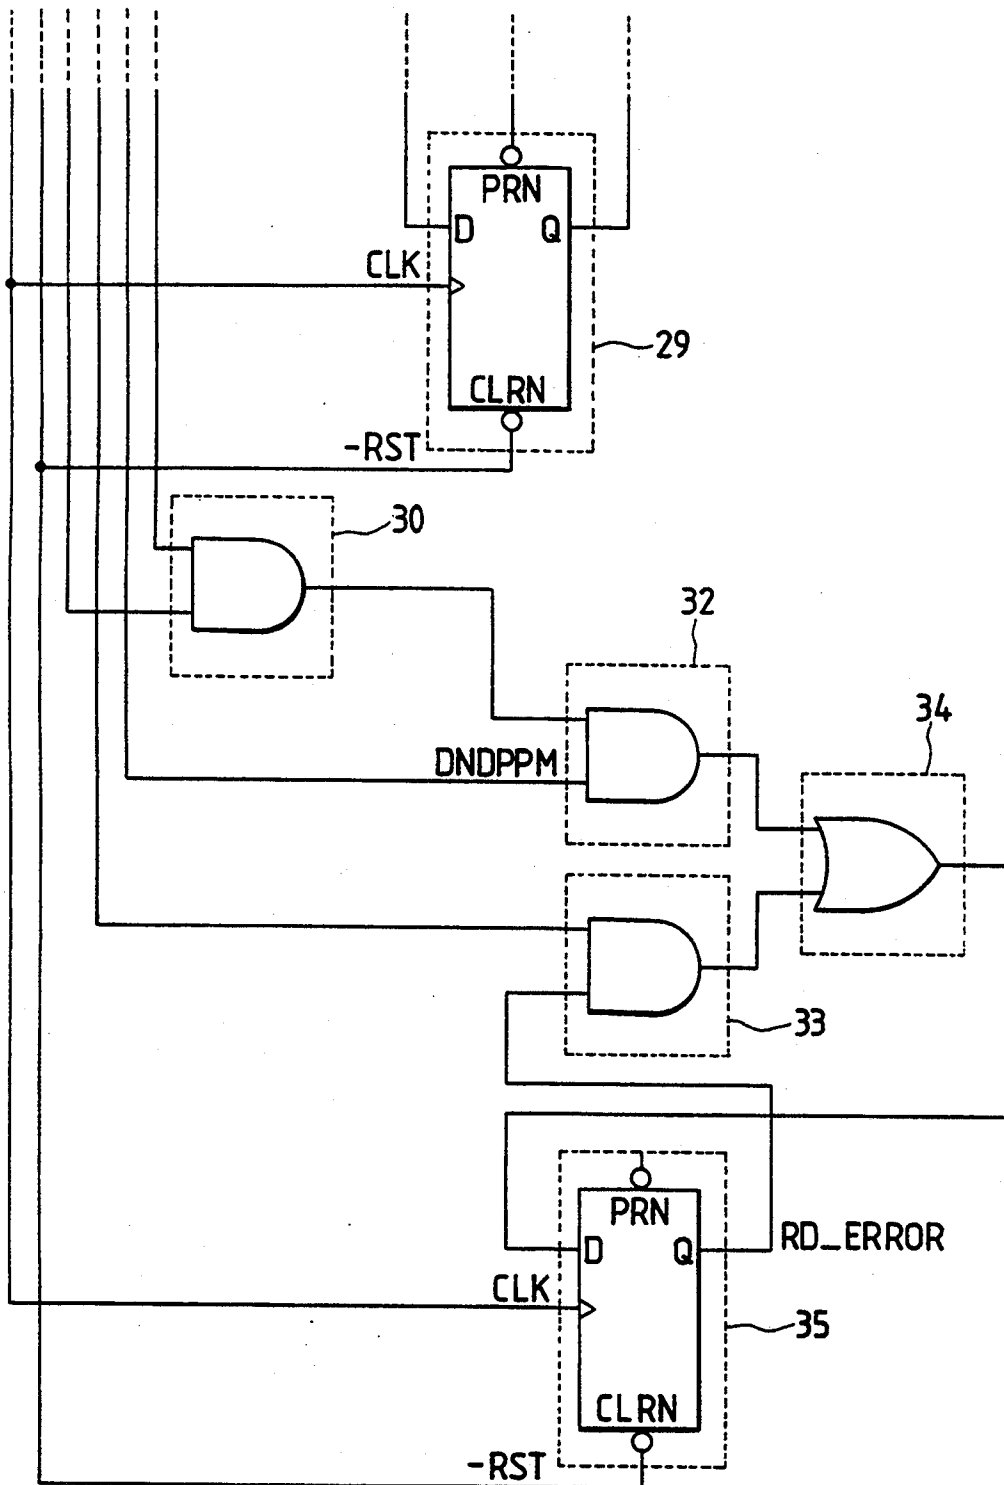 PRN
D Q
CLK
29
CLRN
-RST
30
32
34
DNDPPM
33
PRN
D Q RD_ERROR
CLK
35
CLRN
-RST